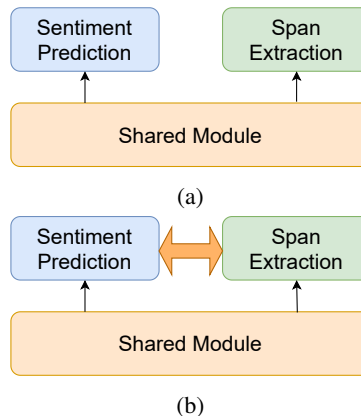 Sentiment Prediction
Span Extraction
Shared Module
(a)
Sentiment Prediction
Span Extraction
Shared Module
(b)